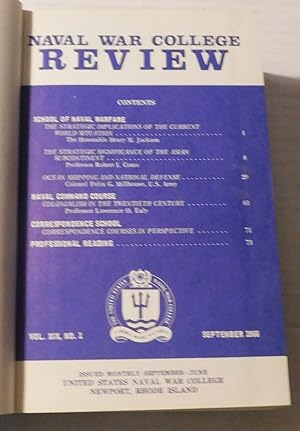 NAVAL WAR COLLEGE
REVIEW
CONTENTS
SCHOOL OF NAVAL WARFARE
THE STRATEGIC IMPLICATIONS OF THE CURRENT
WORLD SITUATION 1
The Honorable Henry M. Jackson
THE STRATEGIC SIGNIFICANCE OF THE ASIAN
SUBCONTINENT 8
Professor Robert I. Crane
OCEAN SHIPPING AND NATIONAL DEFENSE 20
Colonel Felix G. Millhouse, U.S. Army
NAVAL COMMAND COURSE
COLONIALISM IN THE TWENTIETH CENTURY
Professor Lawrence O. Ealy
CORRESPONDENCE SCHOOL
CORRESPONDENCE COURSES IN PERSPECTIVE
PROFESSIONAL READING
VOL. XIX, NO. 1
SEPTEMBER 1966
ISSUED MONTHLY SEPTEMBER-JUNE
UNITED STATES NAVAL WAR COLLEGE
NEWPORT, RHODE ISLAND